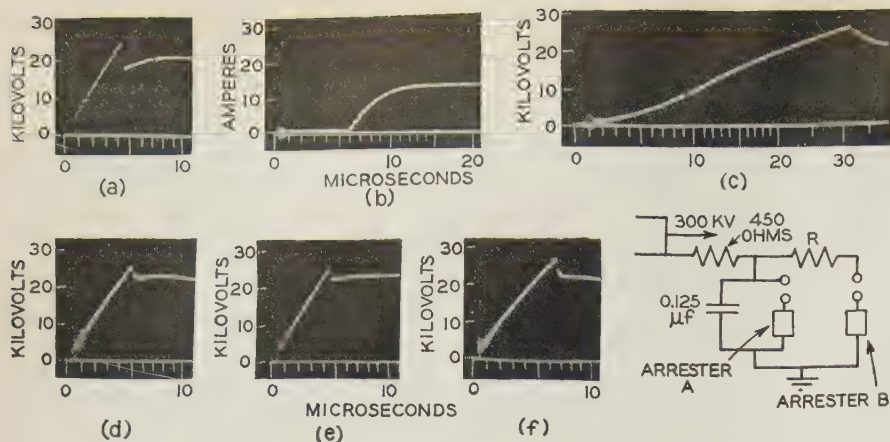 KILOVOLTS
30
20
10
0
0
10
(a)
AMPERES
30
20
10
0
0
10
20
MICROSECONDS
(b)
KILOVOLTS
30
20
10
0
0
10
20
30
(c)
KILOVOLTS
30
20
10
0
0
10
(d)
KILOVOLTS
30
20
10
0
0
10
MICROSECONDS
(e)
KILOVOLTS
30
20
10
0
0
10
(f)
300 KV
450
OHMS
R
0.125
µf
ARRESTER
A
ARRESTER B